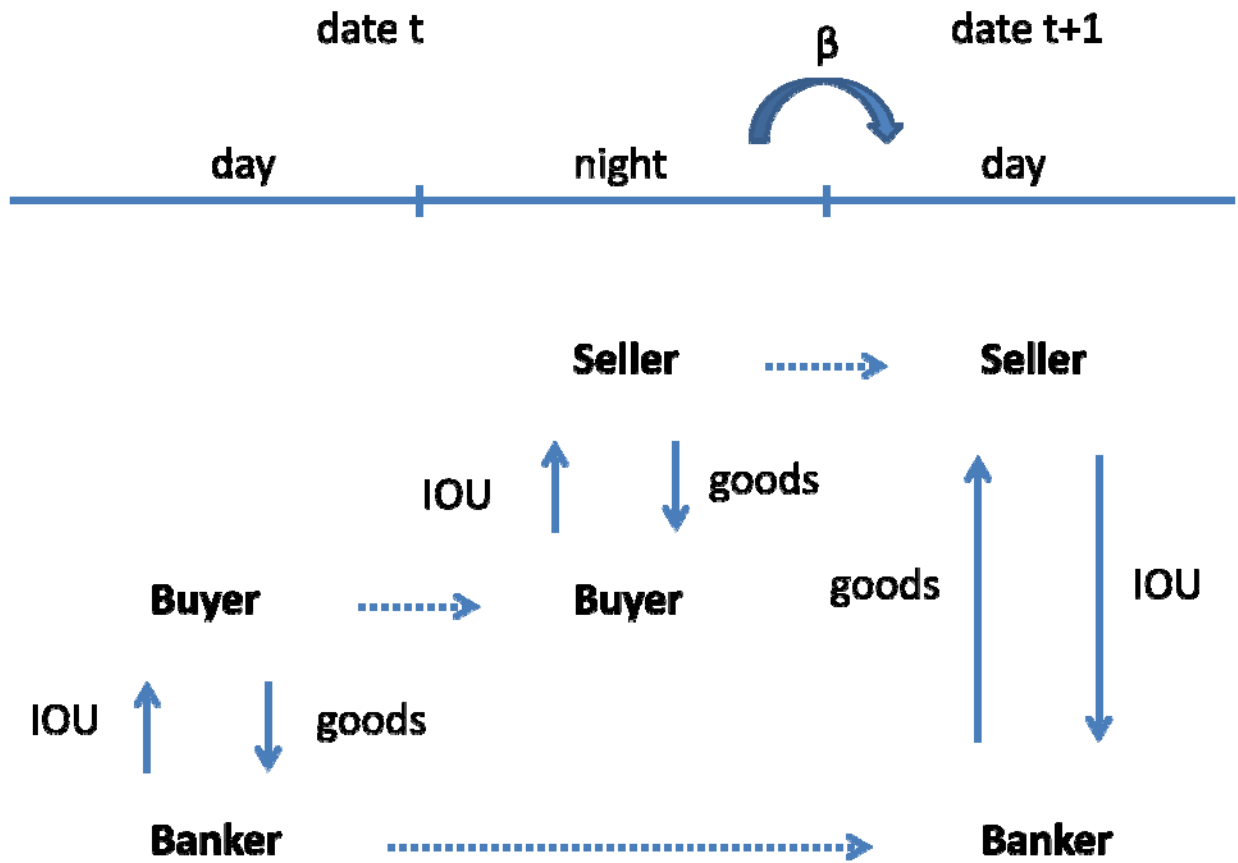 date t
date t+1
β
day
night
day
Seller
Seller
IOU
goods
goods
IOU
Buyer
Buyer
IOU
goods
Banker
Banker